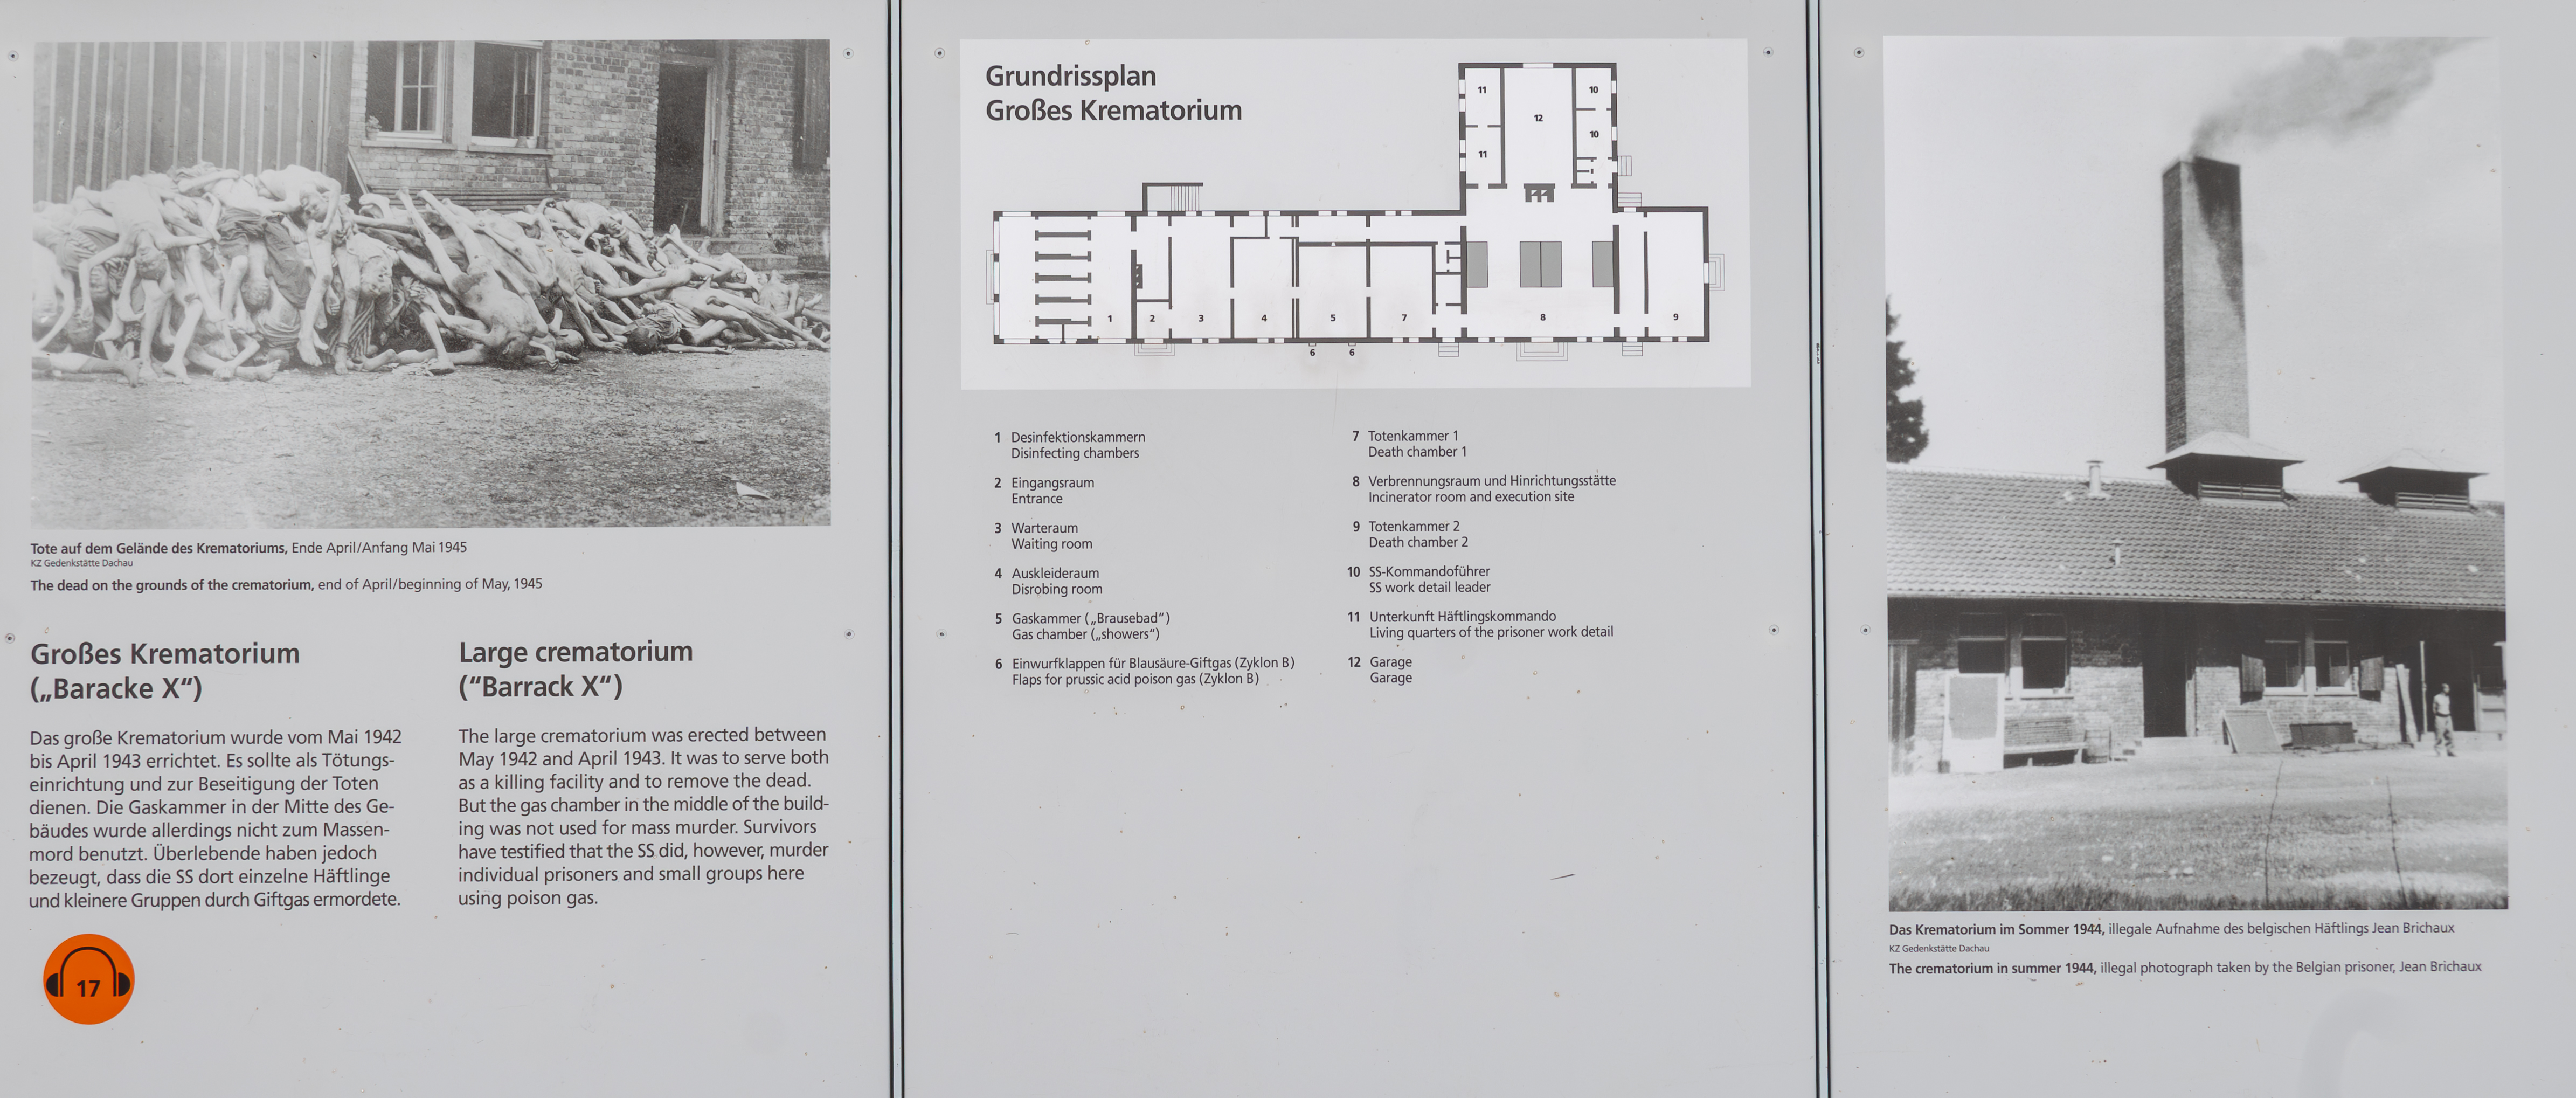 Tote auf dem Gelände des Krematoriums, Ende April/Anfang Mai 1945
KZ Gedenkstätte Dachau
The dead on the grounds of the crematorium, end of April/beginning of May, 1945
Großes Krematorium
(„Baracke X“)
Das große Krematorium wurde vom Mai 1942
bis April 1943 errichtet. Es sollte als Tötungs-
einrichtung und zur Beseitigung der Toten
dienen. Die Gaskammer in der Mitte des Ge-
bäudes wurde allerdings nicht zum Massen-
mord benutzt. Überlebende haben jedoch
bezeugt, dass die SS dort einzelne Häftlinge
und kleinere Gruppen durch Giftgas ermordete.
Large crematorium
(“Barrack X“)
The large crematorium was erected between
May 1942 and April 1943. It was to serve both
as a killing facility and to remove the dead.
But the gas chamber in the middle of the build-
ing was not used for mass murder. Survivors
have testified that the SS did, however, murder
individual prisoners and small groups here
using poison gas.
17
Grundrissplan
Großes Krematorium
11
12
10
10
11
1
2
3
4
5
7
8
9
6
6
1 Desinfektionskammern
Disinfecting chambers
2 Eingangsraum
Entrance
3 Warteraum
Waiting room
4 Auskleideraum
Disrobing room
5 Gaskammer („Brausebad“)
Gas chamber („showers“)
6 Einwurfklappen für Blausäure-Giftgas (Zyklon B)
Flaps for prussic acid poison gas (Zyklon B)
7 Totenkammer 1
Death chamber 1
8 Verbrennungsraum und Hinrichtungsstätte
Incinerator room and execution site
9 Totenkammer 2
Death chamber 2
10 SS-Kommandoführer
SS work detail leader
11 Unterkunft Häftlingskommando
Living quarters of the prisoner work detail
12 Garage
Garage
Das Krematorium im Sommer 1944, illegale Aufnahme des belgischen Häftlings Jean Brichaux
KZ Gedenkstätte Dachau
The crematorium in summer 1944, illegal photograph taken by the Belgian prisoner, Jean Brichaux